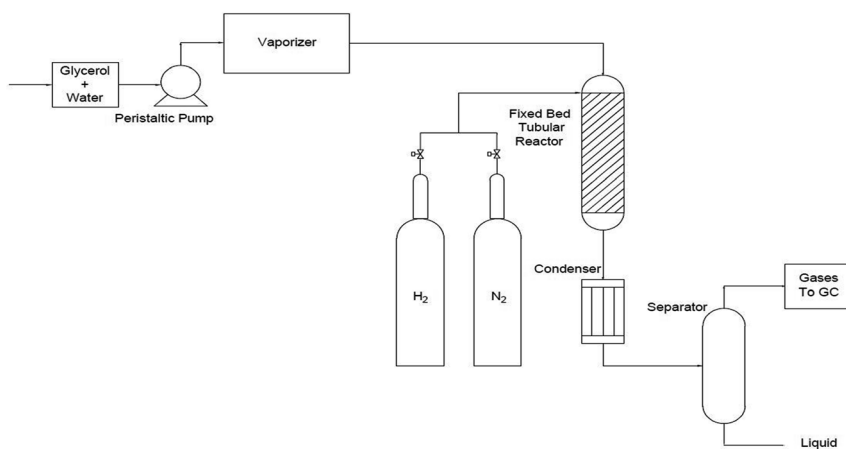 Glycerol
+
Water
Peristaltic Pump
Vaporizer
Fixed Bed
Tubular
Reactor
H2
N2
Condenser
Separator
Gases
To GC
Liquid